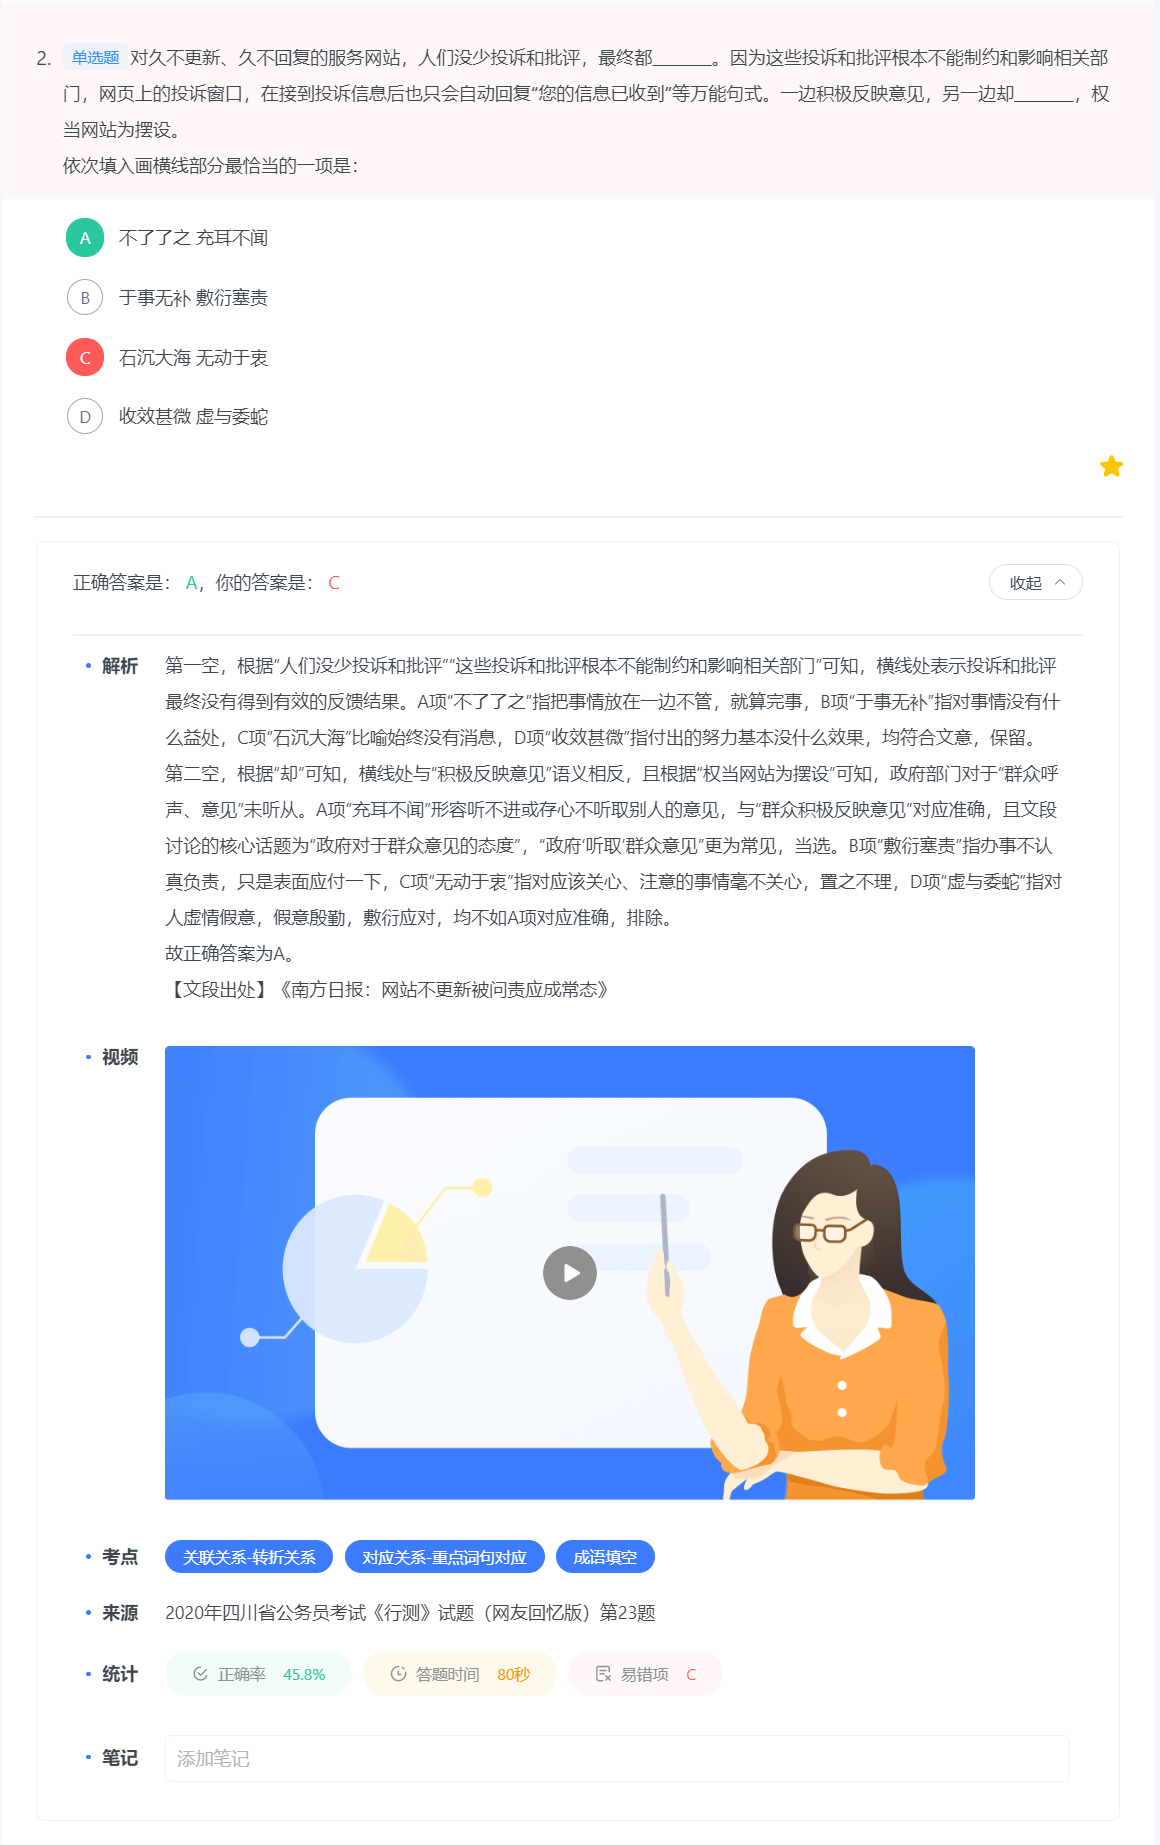 2. 单选题 对久不更新、久不回复的服务网站，人们没少投诉和批评，最终都______。因为这些投诉和批评根本不能制约和影响相关部
门，网页上的投诉窗口，在接到投诉信息后也只会自动回复“您的信息已收到”等万能句式。一边积极反映意见，另一边却______，权
当网站为摆设。
依次填入画横线部分最恰当的一项是：
A 不了了之 充耳不闻
B 于事无补 敷衍塞责
C 石沉大海 无动于衷
D 收效甚微 虚与委蛇
正确答案是： A，你的答案是： C
收起
解析
第一空，根据“人们没少投诉和批评”“这些投诉和批评根本不能制约和影响相关部门”可知，横线处表示投诉和批评
最终没有得到有效的反馈结果。A项“不了了之”指把事情放在一边不管，就算完事，B项“于事无补”指对事情没有什
么益处，C项“石沉大海”比喻始终没有消息，D项“收效甚微”指付出的努力基本没什么效果，均符合文意，保留。
第二空，根据“却”可知，横线处与“积极反映意见”语义相反，且根据“权当网站为摆设”可知，政府部门对于“群众呼
声、意见”未听从。A项“充耳不闻”形容听不进或存心不听取别人的意见，与“群众积极反映意见”对应准确，且文段
讨论的核心话题为“政府对于群众意见的态度”，“政府‘听取’群众意见”更为常见，当选。B项“敷衍塞责”指办事不认
真负责，只是表面应付一下，C项“无动于衷”指对应该关心、注意的事情毫不关心，置之不理，D项“虚与委蛇”指对
人虚情假意，假意殷勤，敷衍应对，均不如A项对应准确，排除。
故正确答案为A。
【文段出处】《南方日报：网站不更新被问责应成常态》
视频
考点 关联关系-转折关系 对应关系-重点词句对应 成语填空
来源 2020年四川省公务员考试《行测》试题（网友回忆版）第23题
统计 正确率 45.8% 答题时间 80秒 易错项 C
笔记 添加笔记